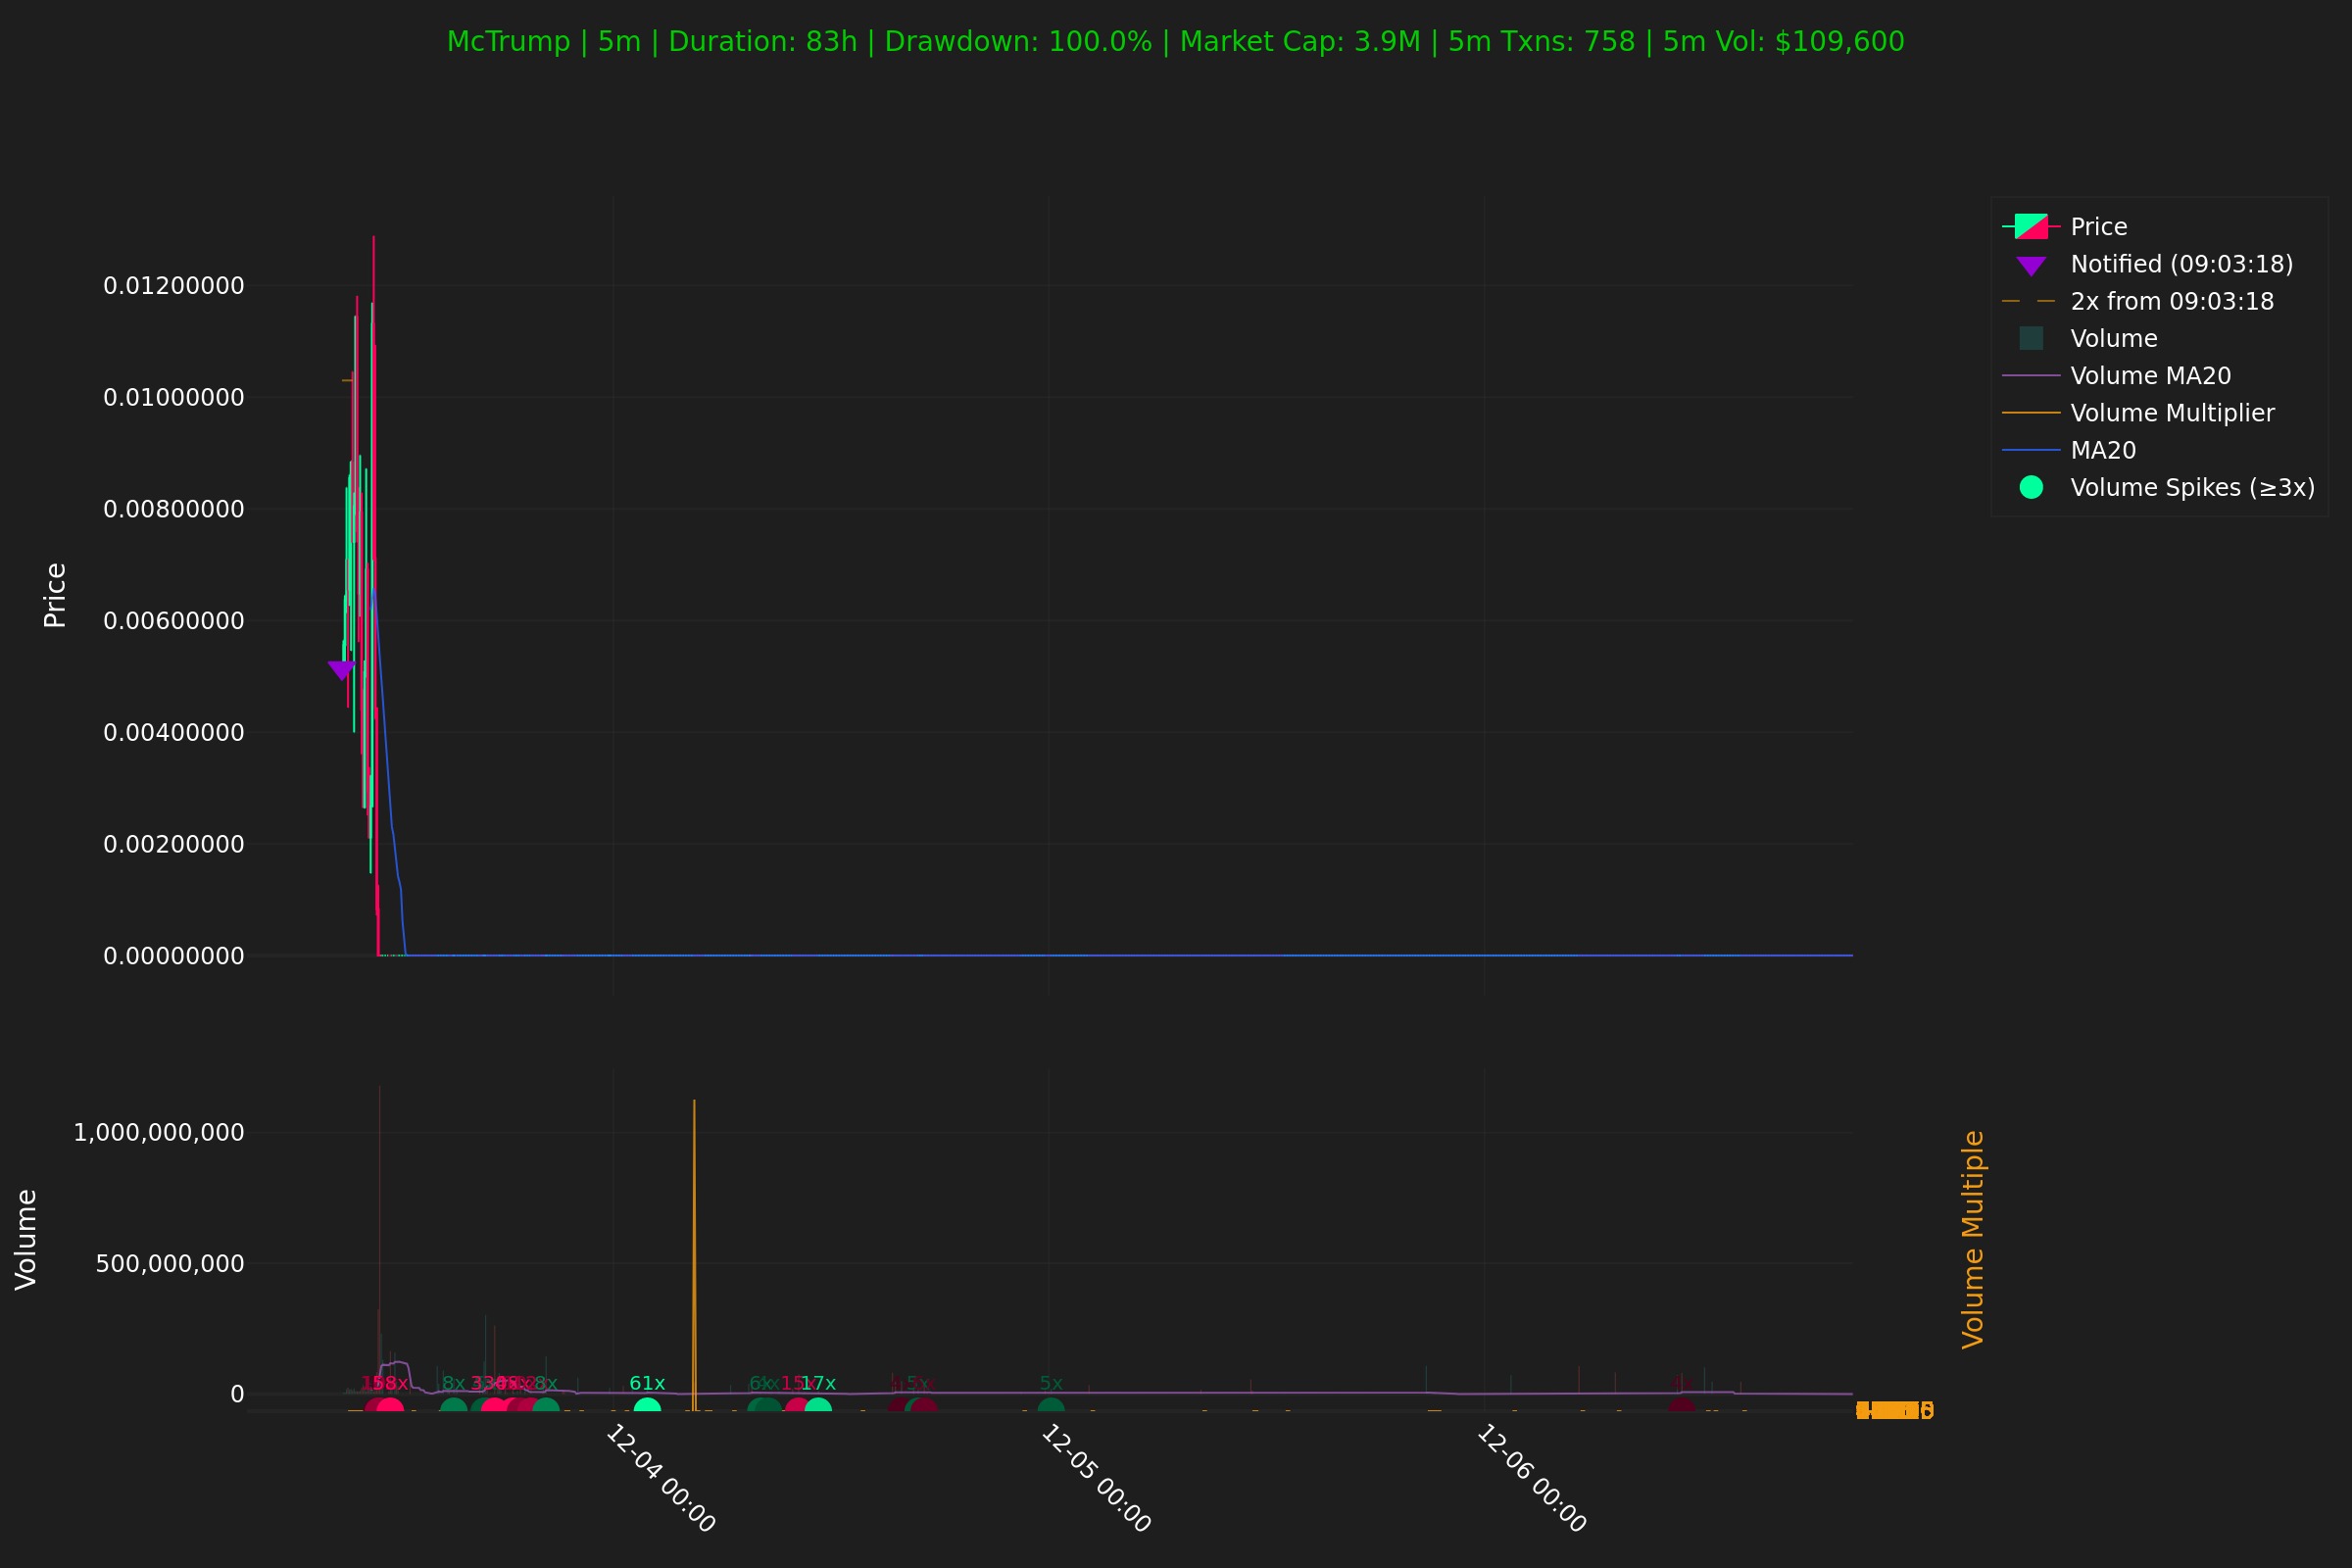 McTrump | 5m | Duration: 83h | Drawdown: 100.0% | Market Cap: 3.9M | 5m Txns: 758 | 5m Vol: $109,600
Price
0.01200000
0.01000000
0.00800000
0.00600000
0.00400000
0.00200000
0.00000000
Price
Notified (09:03:18)
2x from 09:03:18
Volume
Volume MA20
Volume Multiplier
MA20
Volume Spikes (≥3x)
Volume
1,000,000,000
500,000,000
0
8x
8x
61x
17x
5x
5x
Volume Multiple
12-04 00:00
12-05 00:00
12-06 00:00